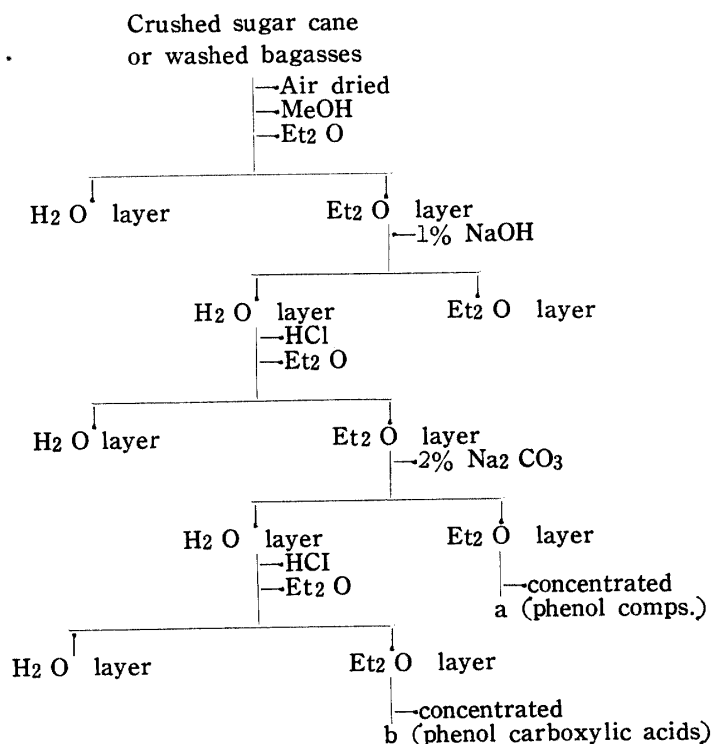 Crushed sugar cane
or washed bagasses
Air dried
MeOH
Et2 O
H2 O layer Et2 O layer
1% NaOH
H2 O layer Et2 O layer
HCl
Et2 O
H2 O layer Et2 O layer
2% Na2 CO3
H2 O layer Et2 O layer
HCI
Et2 O
concentrated
a (phenol comps.)
H2 O layer Et2 O layer
concentrated
b (phenol carboxylic acids)